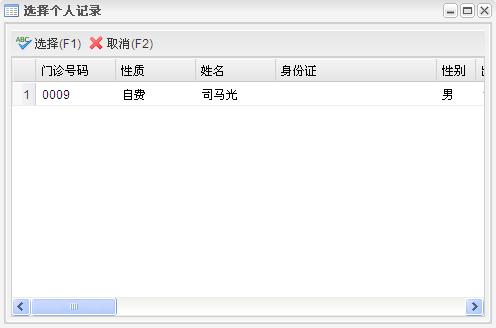 选择个人记录
选择(F1) 取消(F2)
门诊号码 性质 姓名 身份证 性别
1 0009 自费 司马光 男